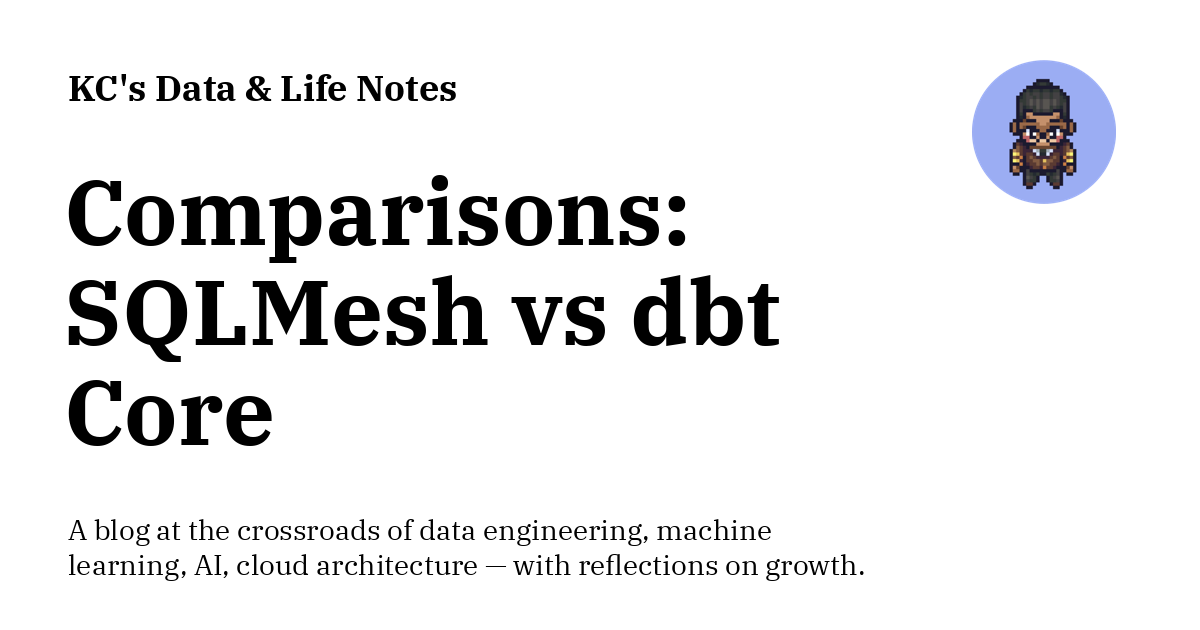 KC's Data & Life Notes
Comparisons:
SQLMesh vs dbt
Core
A blog at the crossroads of data engineering, machine
learning, AI, cloud architecture — with reflections on growth.